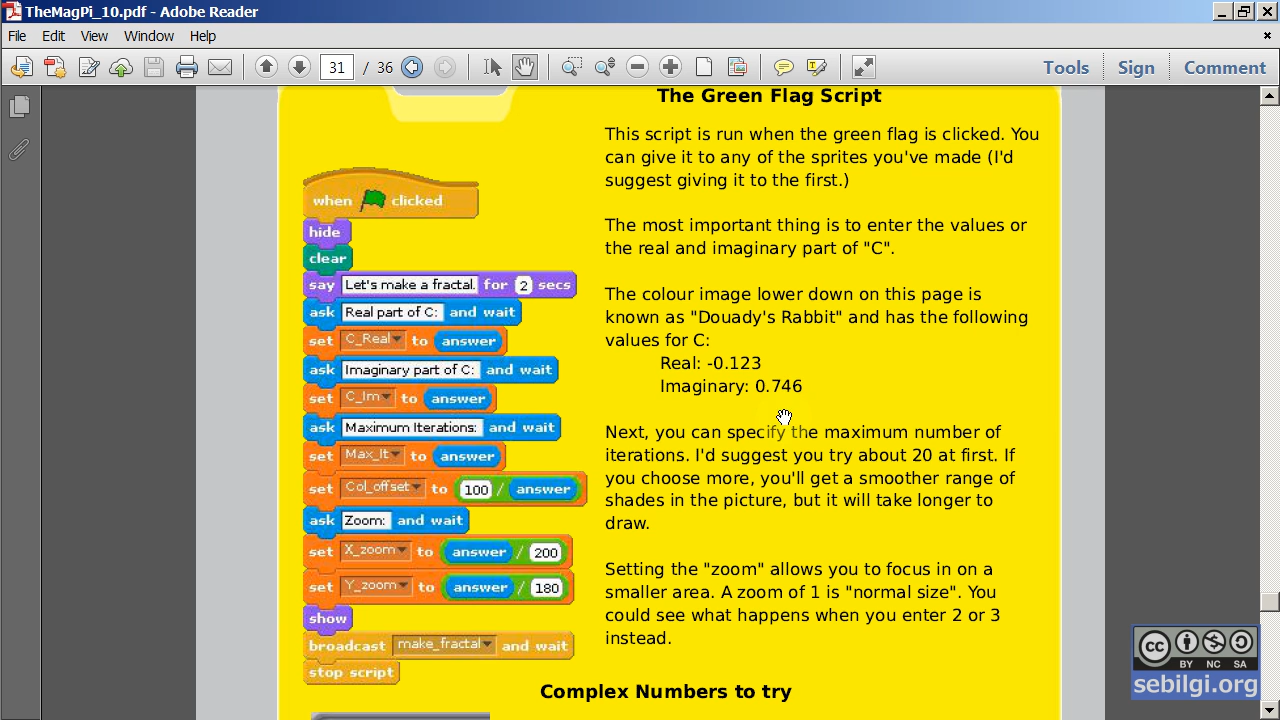 TheMagPi_10.pdf - Adobe Reader
File Edit View Window Help
31 / 36
Tools Sign Comment
The Green Flag Script
This script is run when the green flag is clicked. You
can give it to any of the sprites you've made (I'd
suggest giving it to the first.)
The most important thing is to enter the values or
the real and imaginary part of "C".
The colour image lower down on this page is
known as "Douady's Rabbit" and has the following
values for C:
Real: -0.123
Imaginary: 0.746
Next, you can specify the maximum number of
iterations. I'd suggest you try about 20 at first. If
you choose more, you'll get a smoother range of
shades in the picture, but it will take longer to
draw.
Setting the "zoom" allows you to focus in on a
smaller area. A zoom of 1 is "normal size". You
could see what happens when you enter 2 or 3
instead.
when clicked
hide
clear
say Let's make a fractal. for 2 secs
ask Real part of C: and wait
set C_Real to answer
ask Imaginary part of C: and wait
set C_Im to answer
ask Maximum Iterations: and wait
set Max_It to answer
set Col_offset to 100 / answer
ask Zoom: and wait
set X_zoom to answer / 200
set Y_zoom to answer / 180
show
broadcast make_fractal and wait
stop script
Complex Numbers to try
cc BY NC SA
sebilgi.org